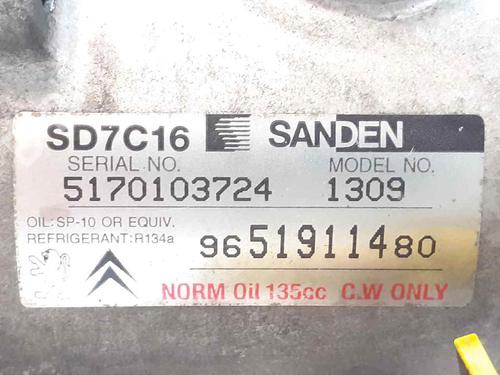 SD7C16 SANDEN
SERIAL NO. MODEL NO.
5170103724 1309
OIL:SP-10 OR EQUIV.
REFRIGERANT:R134a
9651911480
NORM Oil 135cc C.W ONLY